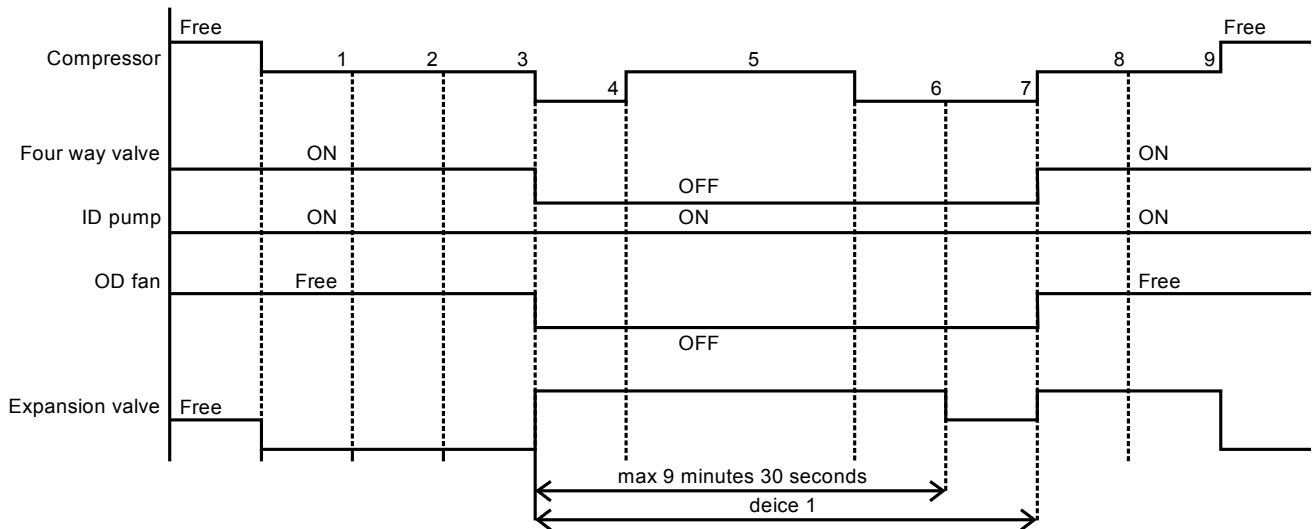 Free Free
Compressor 1 2 3 5 8 9
4 6 7
Four way valve ON ON
OFF
ID pump ON ON ON
OD fan Free Free
OFF
Expansion valve Free
max 9 minutes 30 seconds
deice 1